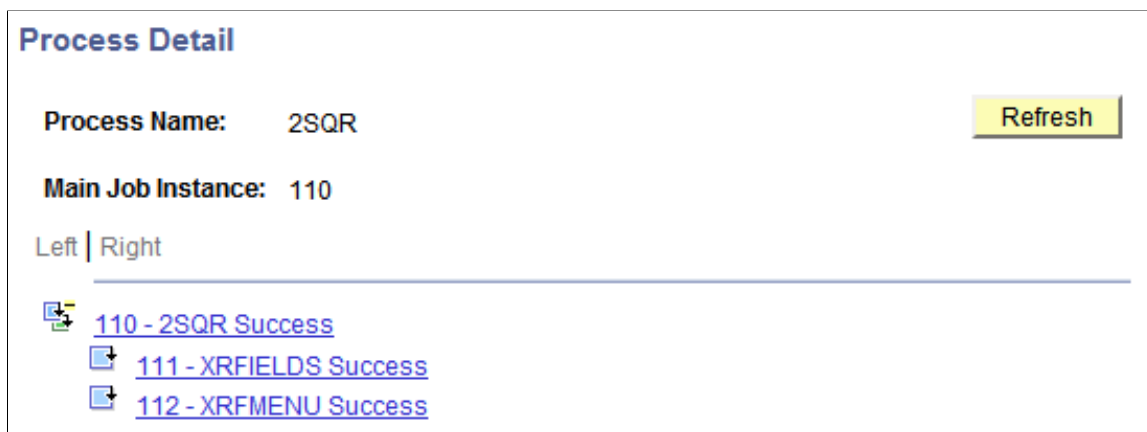 Process Detail
Process Name: 2SQR Refresh
Main Job Instance: 110
Left | Right
110 - 2SQR Success
111 - XRFIELDS Success
112 - XRFMENU Success